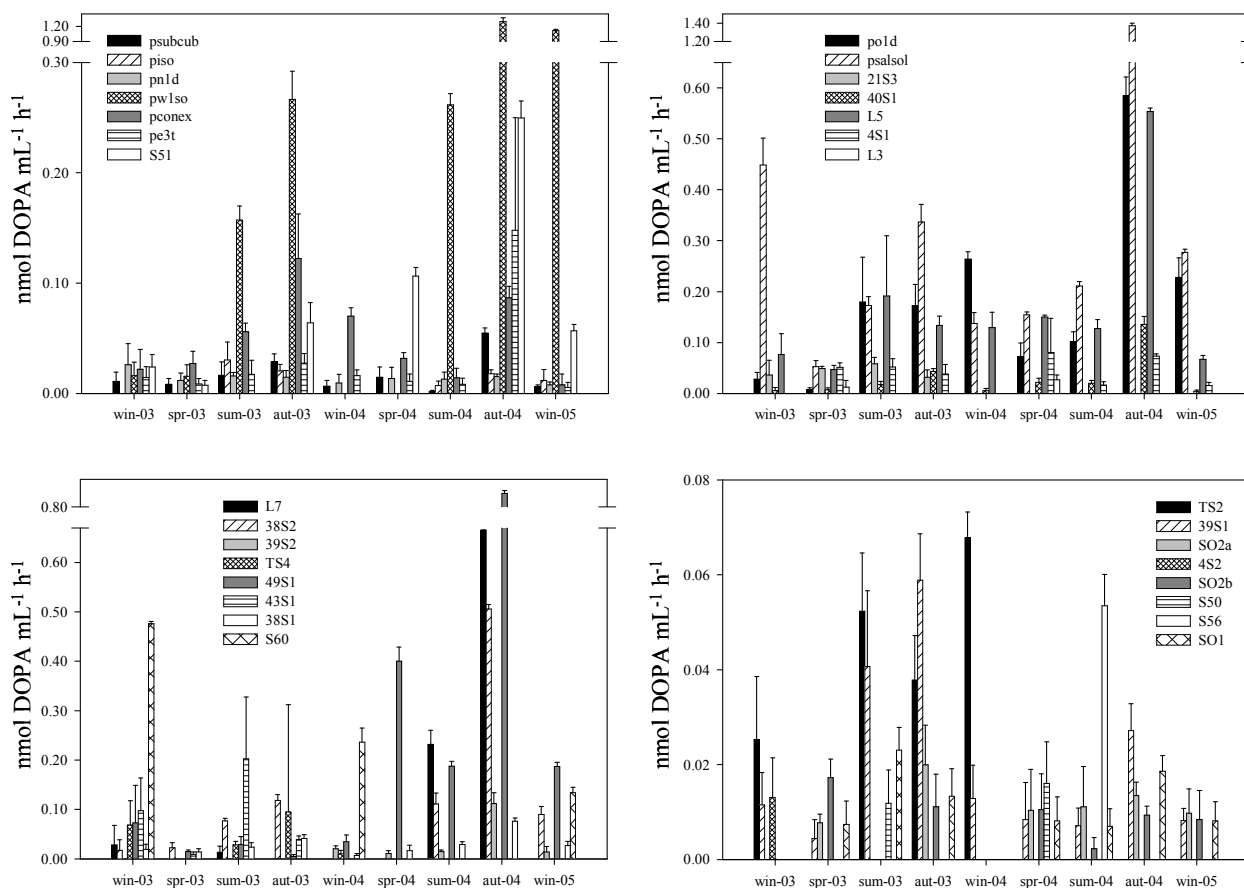 nmol DOPA mL-1 h-1
1.20
0.90
0.30
0.20
0.10
0.00
psubcub
piso
pn1d
pw1so
pconex
pe3t
S51
win-03 spr-03 sum-03 aut-03 win-04 spr-04 sum-04 aut-04 win-05
nmol DOPA mL-1 h-1
1.40
1.20
0.60
0.50
0.40
0.30
0.20
0.10
0.00
po1d
psalsol
21S3
40S1
L5
4S1
L3
win-03 spr-03 sum-03 aut-03 win-04 spr-04 sum-04 aut-04 win-05
nmol DOPA mL-1 h-1
0.80
0.60
0.50
0.40
0.30
0.20
0.10
0.00
L7
38S2
39S2
TS4
49S1
43S1
38S1
S60
win-03 spr-03 sum-03 aut-03 win-04 spr-04 sum-04 aut-04 win-05
nmol DOPA mL-1 h-1
0.08
0.06
0.04
0.02
0.00
TS2
39S1
SO2a
4S2
SO2b
S50
S56
SO1
win-03 spr-03 sum-03 aut-03 win-04 spr-04 sum-04 aut-04 win-05